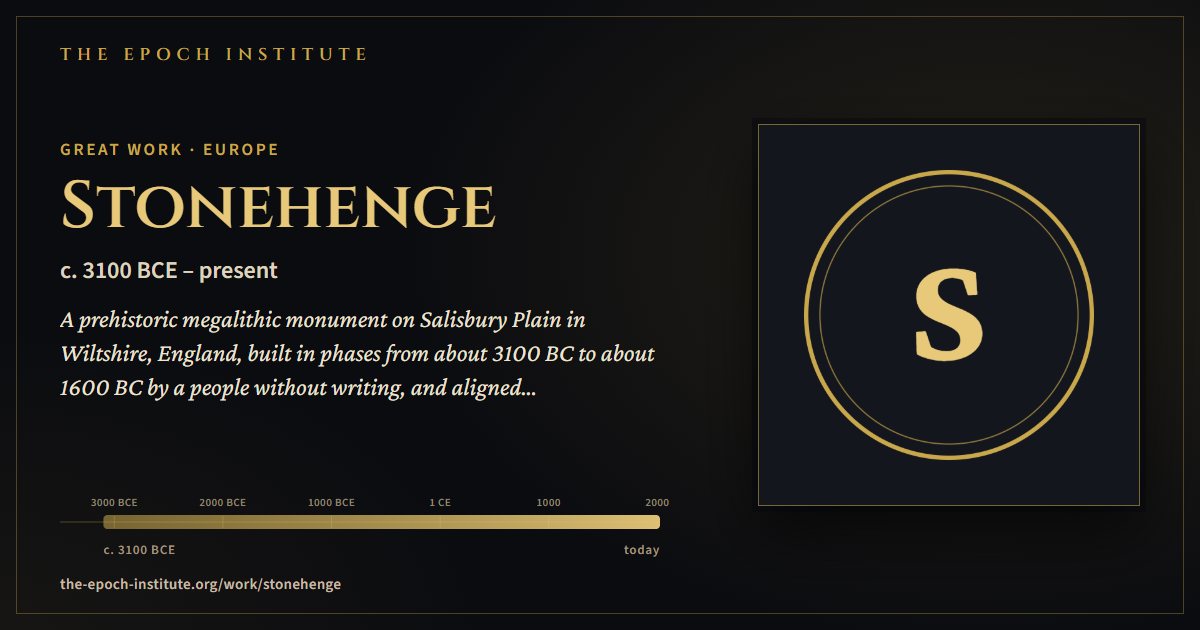 THE EPOCH INSTITUTE
GREAT WORK · EUROPE
STONEHENGE
c. 3100 BCE – present
A prehistoric megalithic monument on Salisbury Plain in
Wiltshire, England, built in phases from about 3100 BC to about
1600 BC by a people without writing, and aligned…
S
3000 BCE 2000 BCE 1000 BCE 1 CE 1000 2000
c. 3100 BCE today
the-epoch-institute.org/work/stonehenge